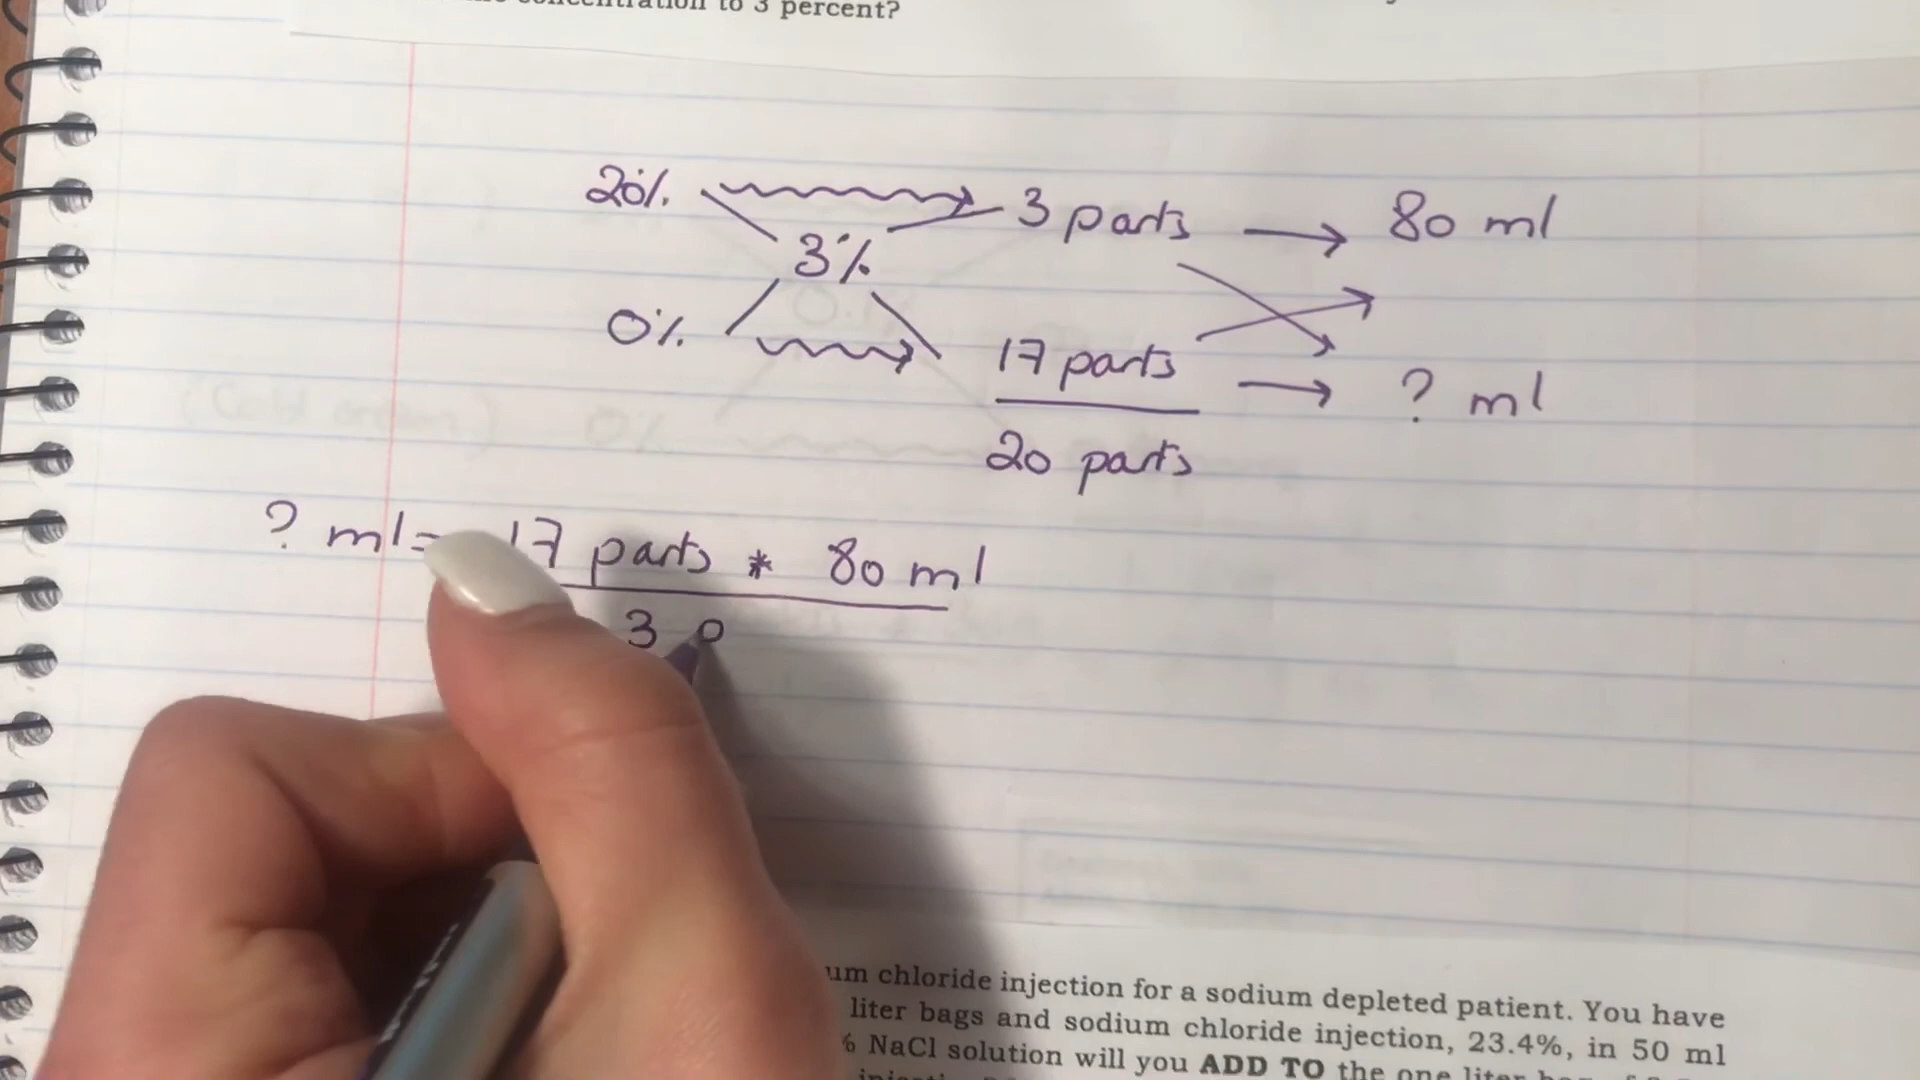 concentration to 3 percent?
20% 3 parts → 80 ml
3%
0% 17 parts → ? ml
20 parts
? ml = 17 parts * 80 ml
3 p
um chloride injection for a sodium depleted patient. You have
liter bags and sodium chloride injection, 23.4%, in 50 ml
% NaCl solution will you ADD TO the one liter bag